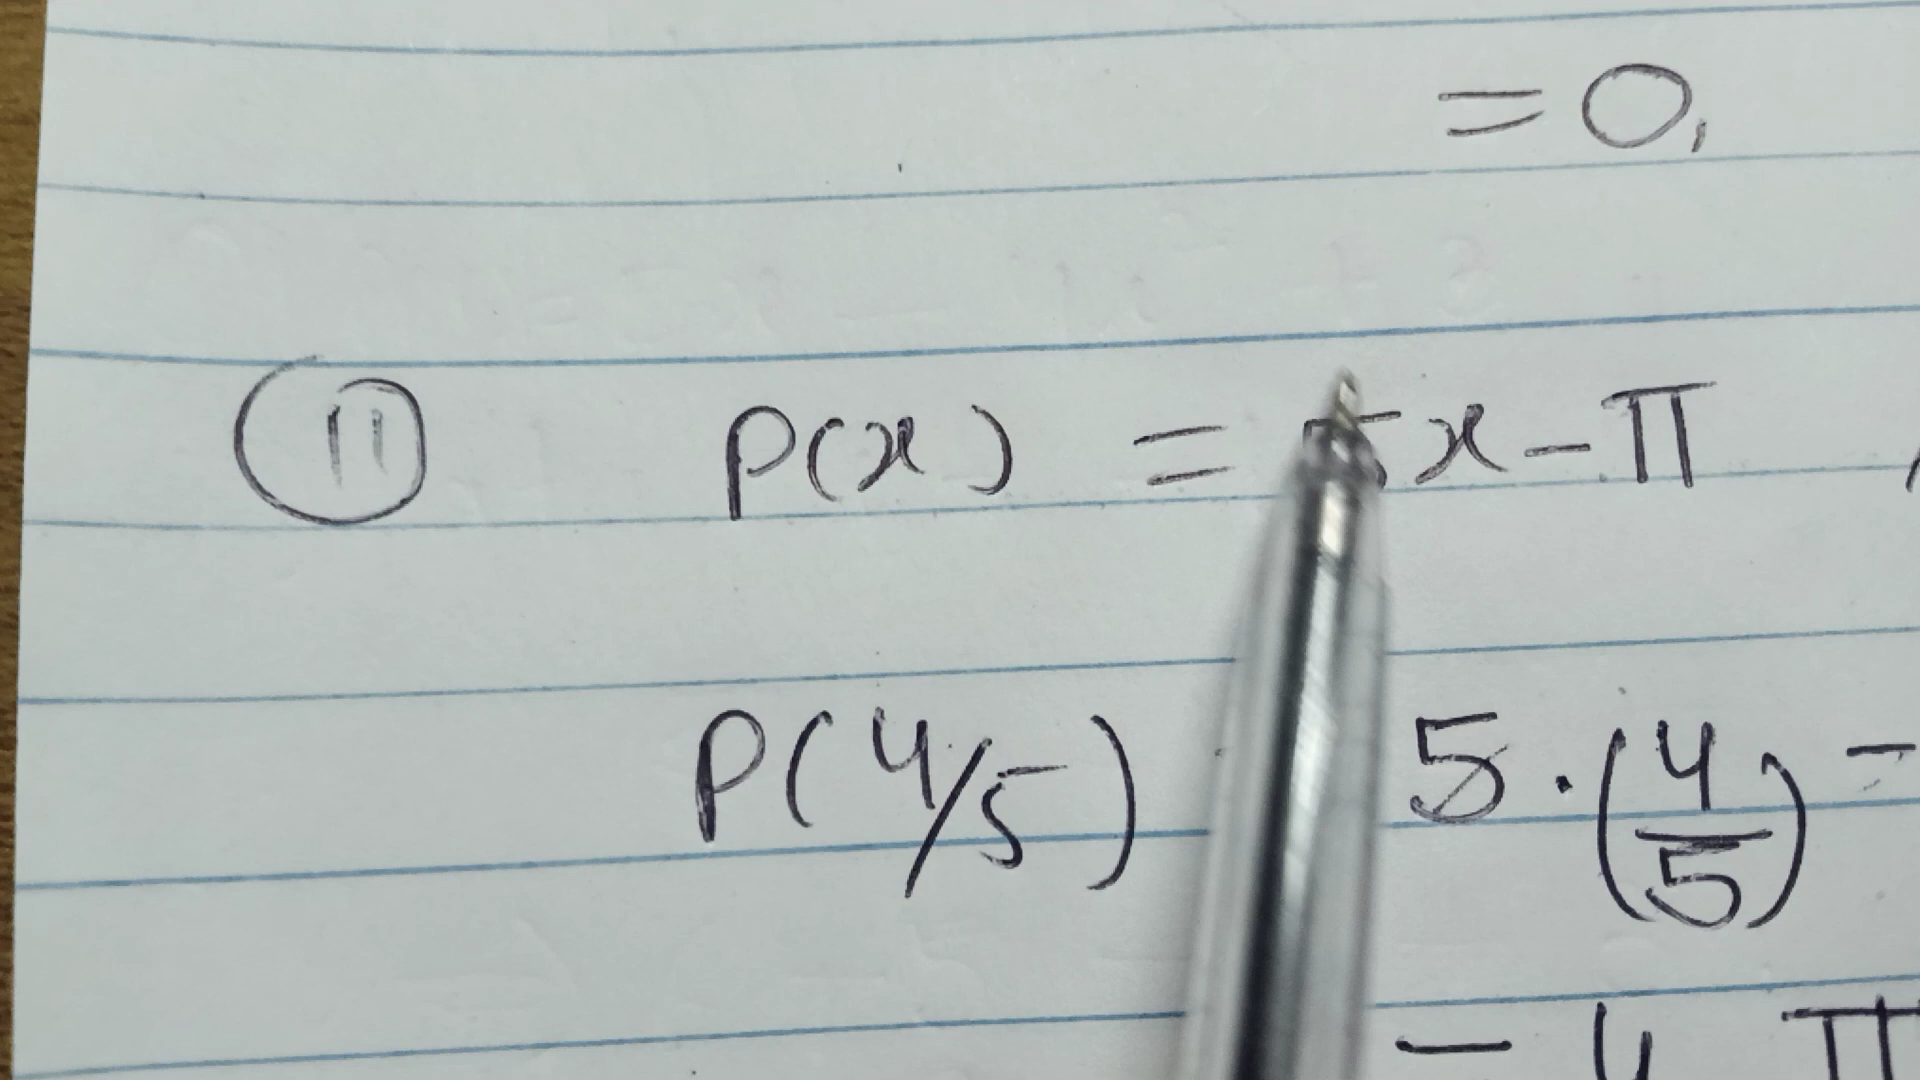 = 0,
(11) P(x) = 5x - π
P(4/5) 5 · (4/5) -
= 4 π